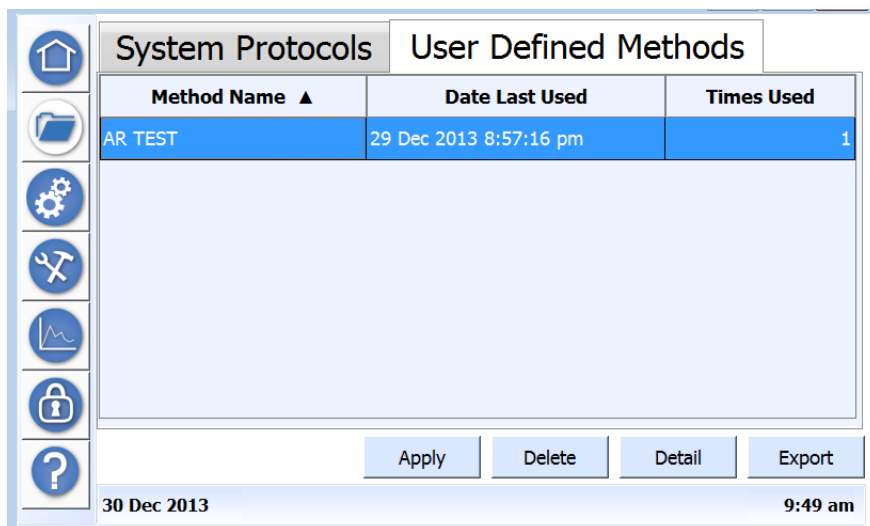 System Protocols User Defined Methods
Method Name ▲ Date Last Used Times Used
AR TEST 29 Dec 2013 8:57:16 pm 1
Apply Delete Detail Export
?
30 Dec 2013 9:49 am